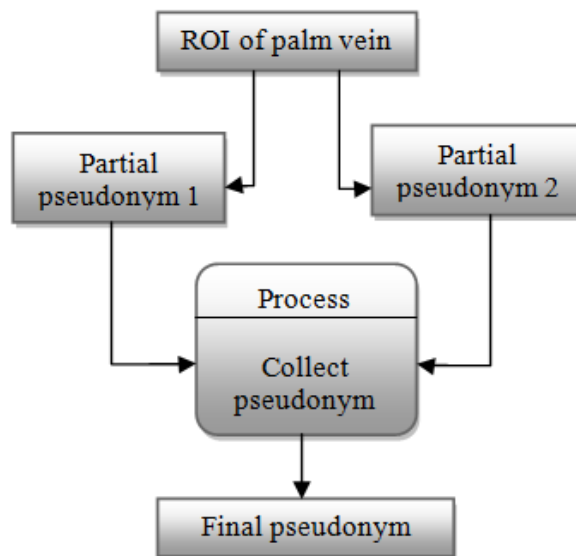 ROI of palm vein
Partial
pseudonym 1
Partial
pseudonym 2
Process
Collect
pseudonym
Final pseudonym